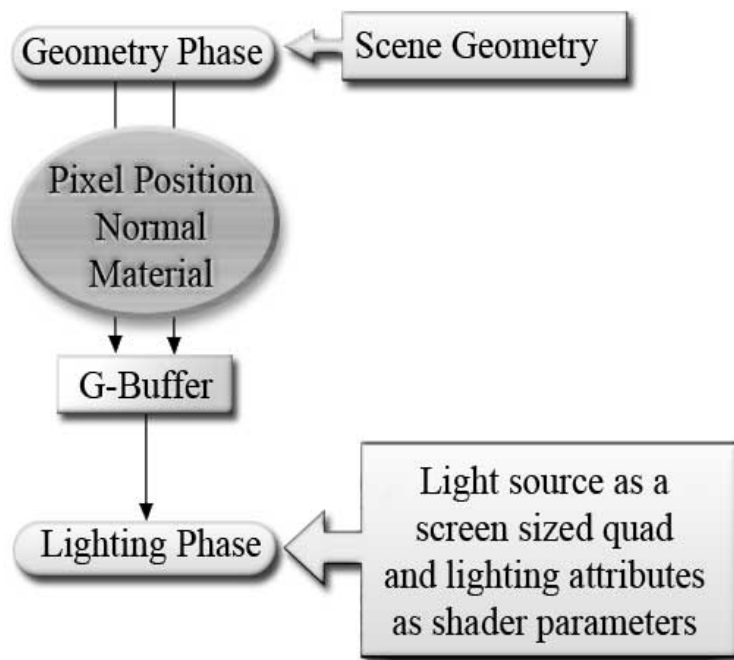 Geometry Phase
Scene Geometry
Pixel Position
Normal
Material
G-Buffer
Lighting Phase
Light source as a
screen sized quad
and lighting attributes
as shader parameters